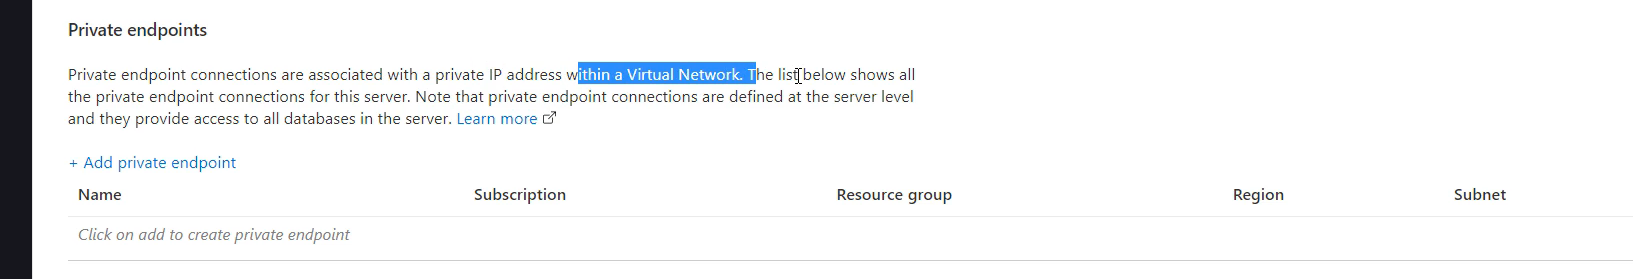 Private endpoints
Private endpoint connections are associated with a private IP address within a Virtual Network. The list below shows all
the private endpoint connections for this server. Note that private endpoint connections are defined at the server level
and they provide access to all databases in the server. Learn more
+ Add private endpoint
Name Subscription Resource group Region Subnet
Click on add to create private endpoint